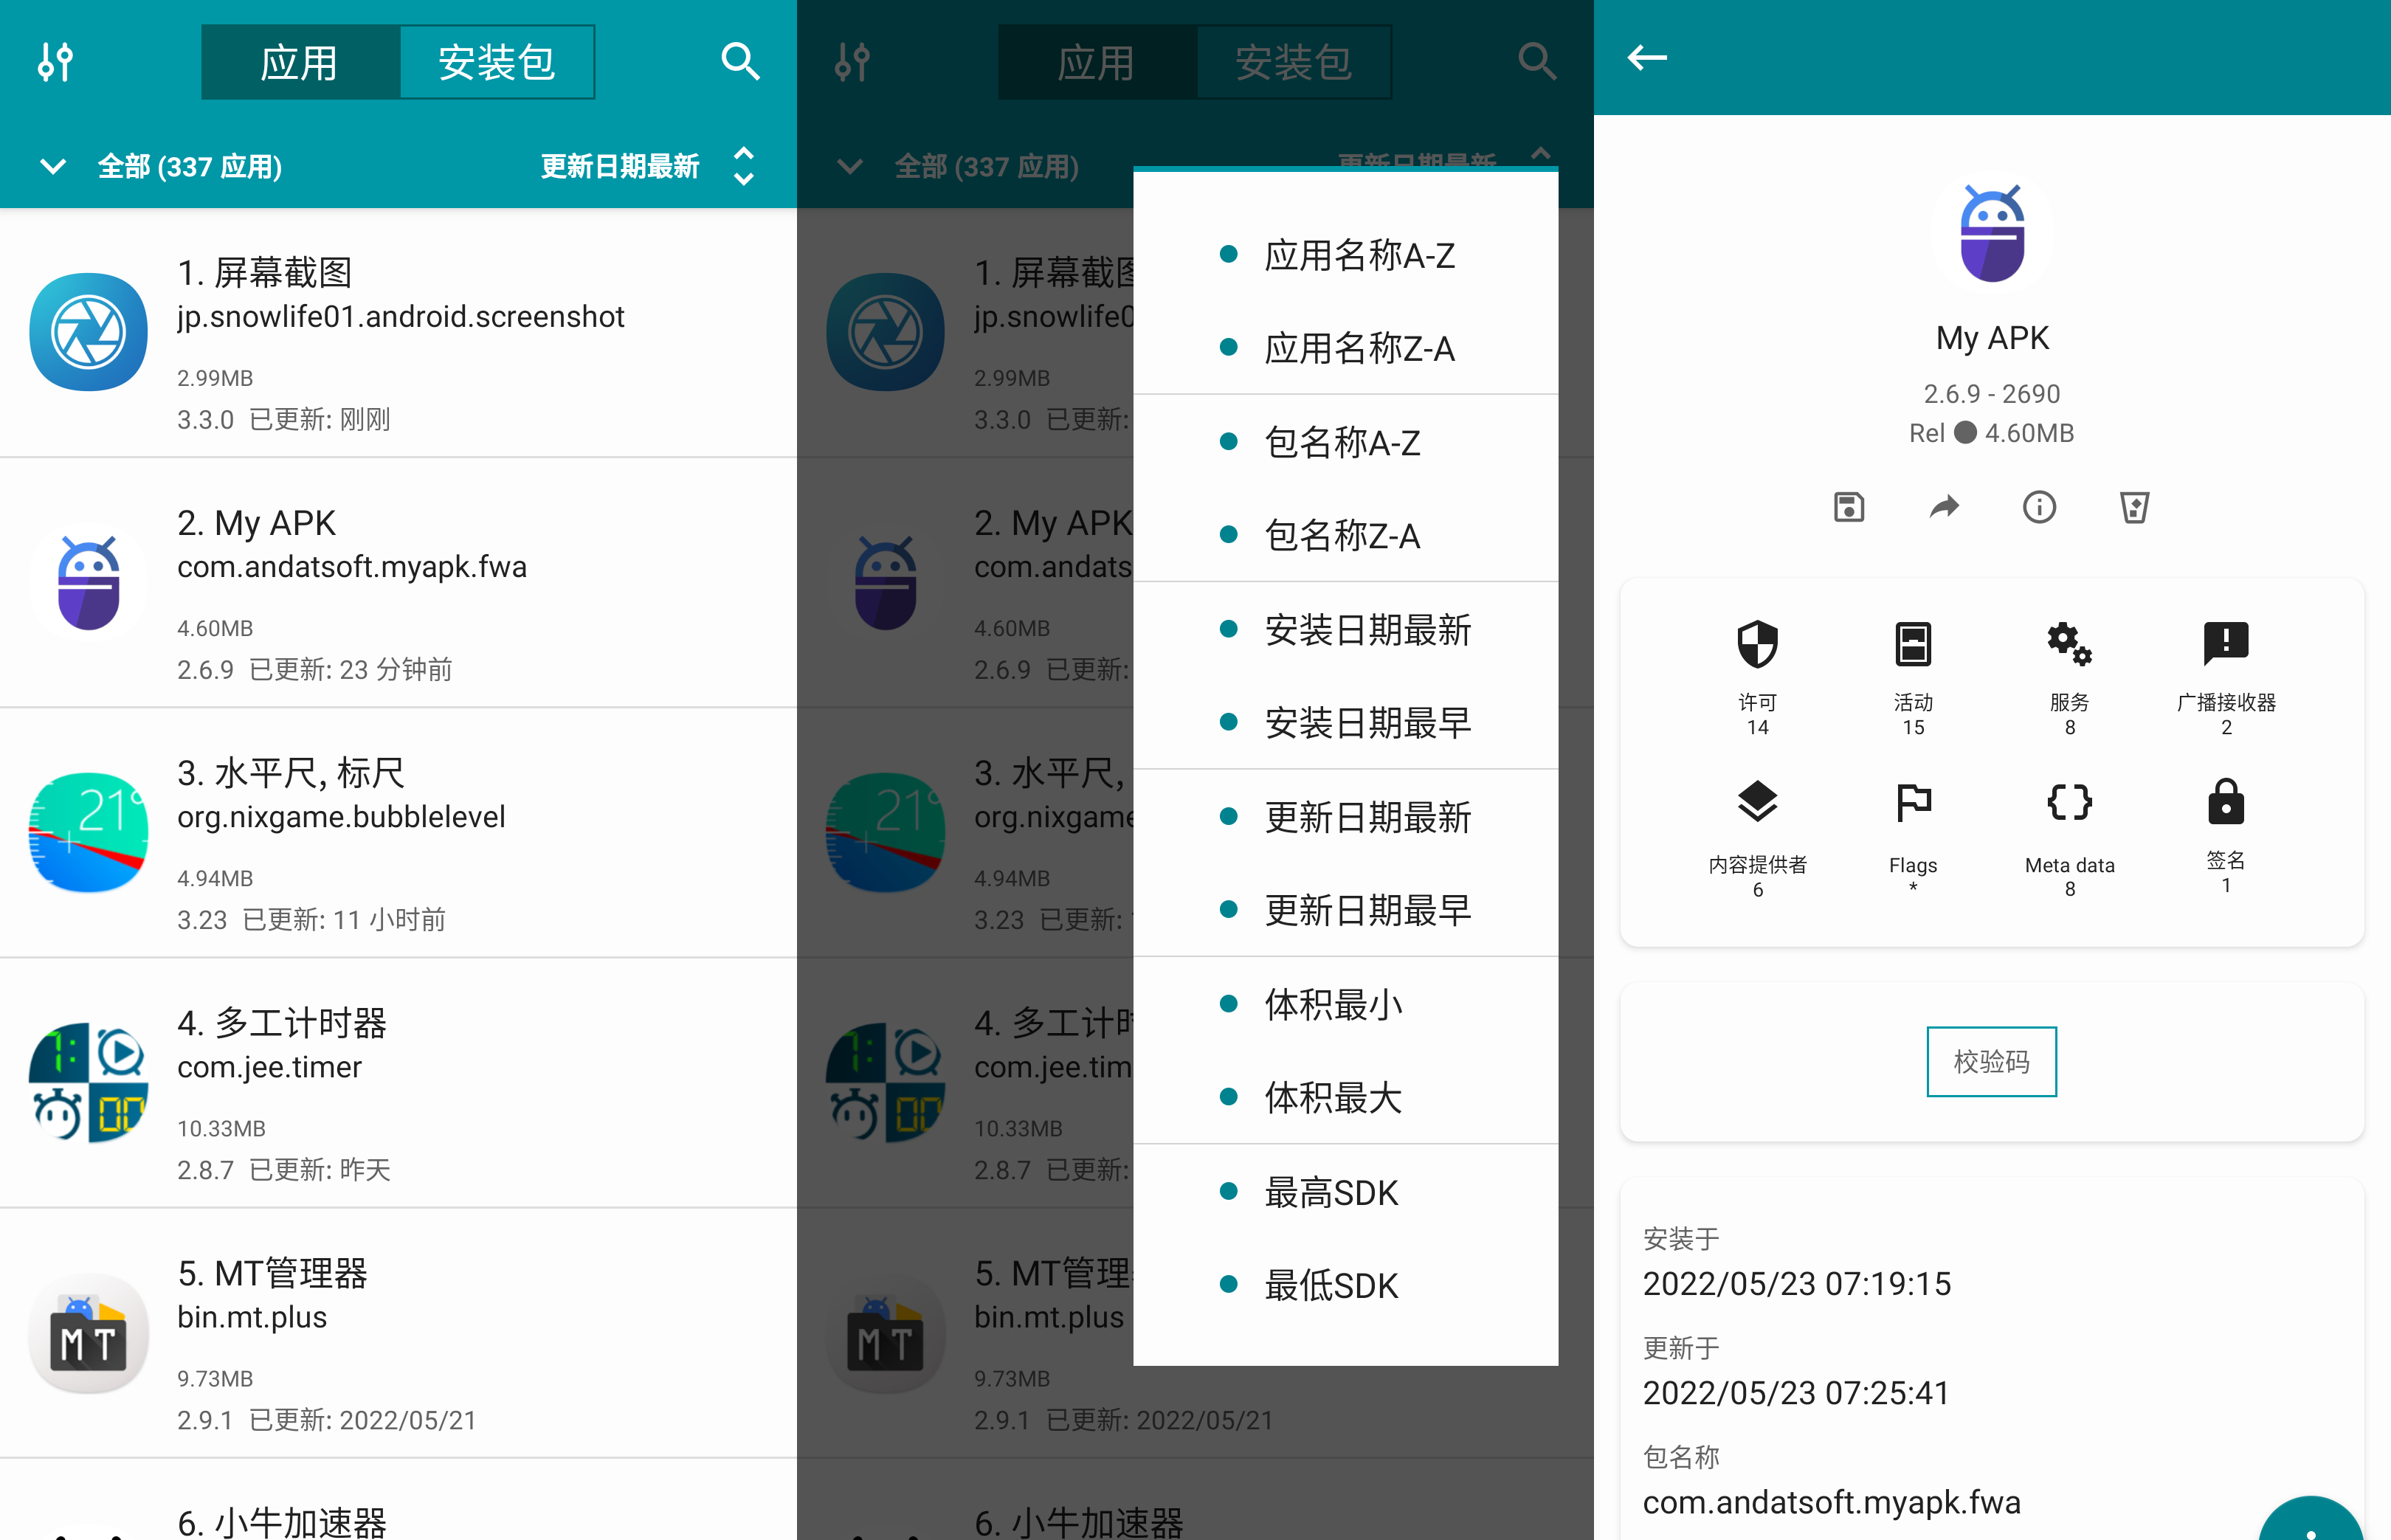 应用
安装包
全部 (337 应用)
更新日期最新
1. 屏幕截图
jp.snowlife01.android.screenshot
2.99MB
3.3.0 已更新: 刚刚
2. My APK
com.andatsoft.myapk.fwa
4.60MB
2.6.9 已更新: 23 分钟前
3. 水平尺, 标尺
org.nixgame.bubblelevel
21°
4.94MB
3.23 已更新: 11 小时前
4. 多工计时器
com.jee.timer
10.33MB
2.8.7 已更新: 昨天
5. MT管理器
bin.mt.plus
MT
9.73MB
2.9.1 已更新: 2022/05/21
6. 小牛加速器
应用
安装包
全部 (337 应用)
更新日期最新
1. 屏幕截图
jp.snowlife0
2.99MB
3.3.0 已更新:
2. My APK
com.andats
4.60MB
2.6.9 已更新:
3. 水平尺,
org.nixgame
21°
4.94MB
3.23 已更新:
4. 多工计时
com.jee.tim
10.33MB
2.8.7 已更新:
5. MT管理
bin.mt.plus
MT
9.73MB
2.9.1 已更新: 2022/05/21
6. 小牛加速器
应用名称A-Z
应用名称Z-A
包名称A-Z
包名称Z-A
安装日期最新
安装日期最早
更新日期最新
更新日期最早
体积最小
体积最大
最高SDK
最低SDK
My APK
2.6.9 - 2690
Rel ● 4.60MB
许可
14
活动
15
服务
8
广播接收器
2
内容提供者
6
Flags
*
Meta data
8
签名
1
校验码
安装于
2022/05/23 07:19:15
更新于
2022/05/23 07:25:41
包名称
com.andatsoft.myapk.fwa